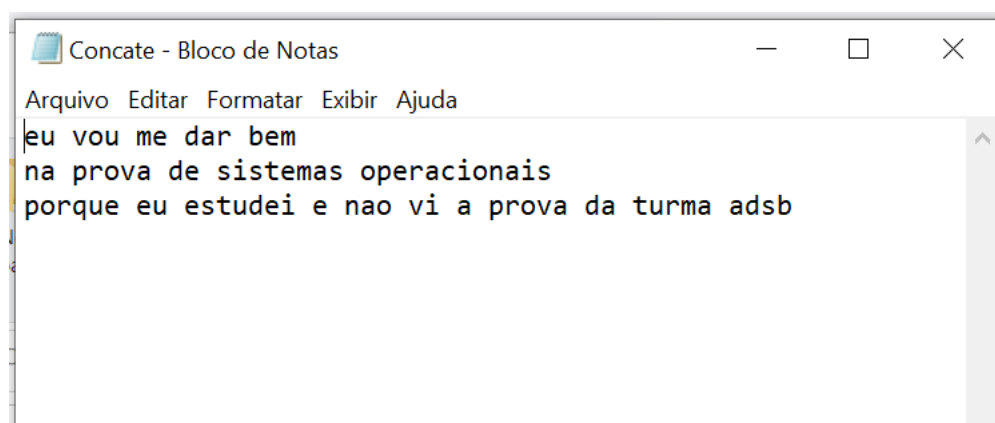 Concate - Bloco de Notas
Arquivo Editar Formatar Exibir Ajuda
eu vou me dar bem
na prova de sistemas operacionais
porque eu estudei e nao vi a prova da turma adsb